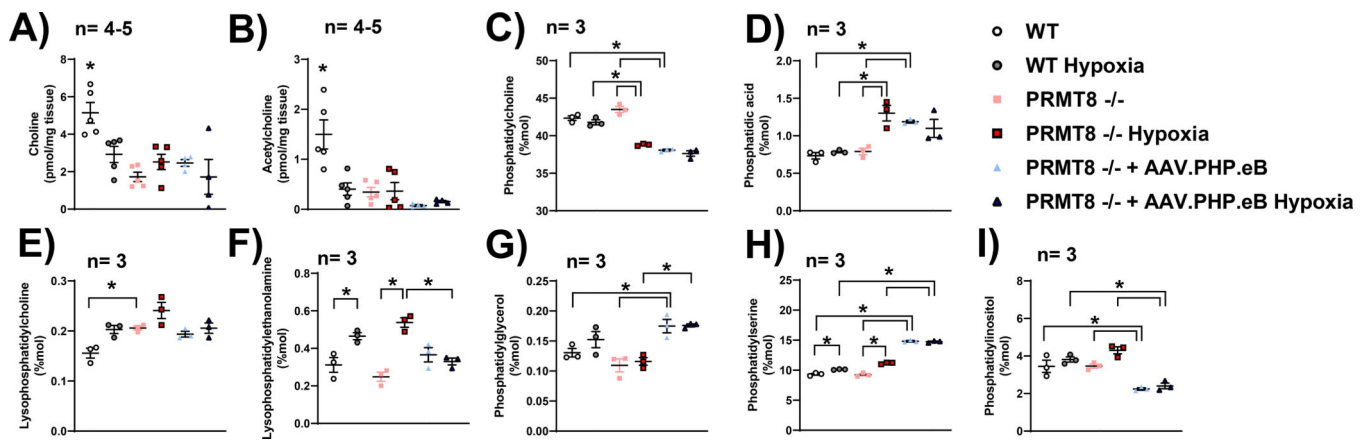 A)
n= 4-5
*
Choline
(pmol/mg tissue)
8
6
4
2
0
B)
n= 4-5
*
Acetylcholine
(pmol/mg tissue)
3
2
1
0
C)
n= 3
*
*
Phosphatidylcholine
(%mol)
50
45
40
35
30
D)
n= 3
*
*
Phosphatidic acid
(%mol)
2.0
1.5
1.0
0.5
0.0
WT
WT Hypoxia
PRMT8 -/-
PRMT8 -/- Hypoxia
PRMT8 -/- + AAV.PHP.eB
PRMT8 -/- + AAV.PHP.eB Hypoxia
E)
n= 3
*
Lysophosphatidylcholine
(%mol)
0.3
0.2
0.1
0.0
F)
n= 3
*
*
*
Lysophosphatidylethanolamine
(%mol)
0.8
0.6
0.4
0.2
0.0
G)
n= 3
*
*
Phosphatidylglycerol
(%mol)
0.25
0.20
0.15
0.10
0.05
0.00
H)
n= 3
*
*
*
*
Phosphatidylserine
(%mol)
25
20
15
10
5
0
I)
n= 3
*
*
Phosphatidylinositol
(%mol)
8
6
4
2
0